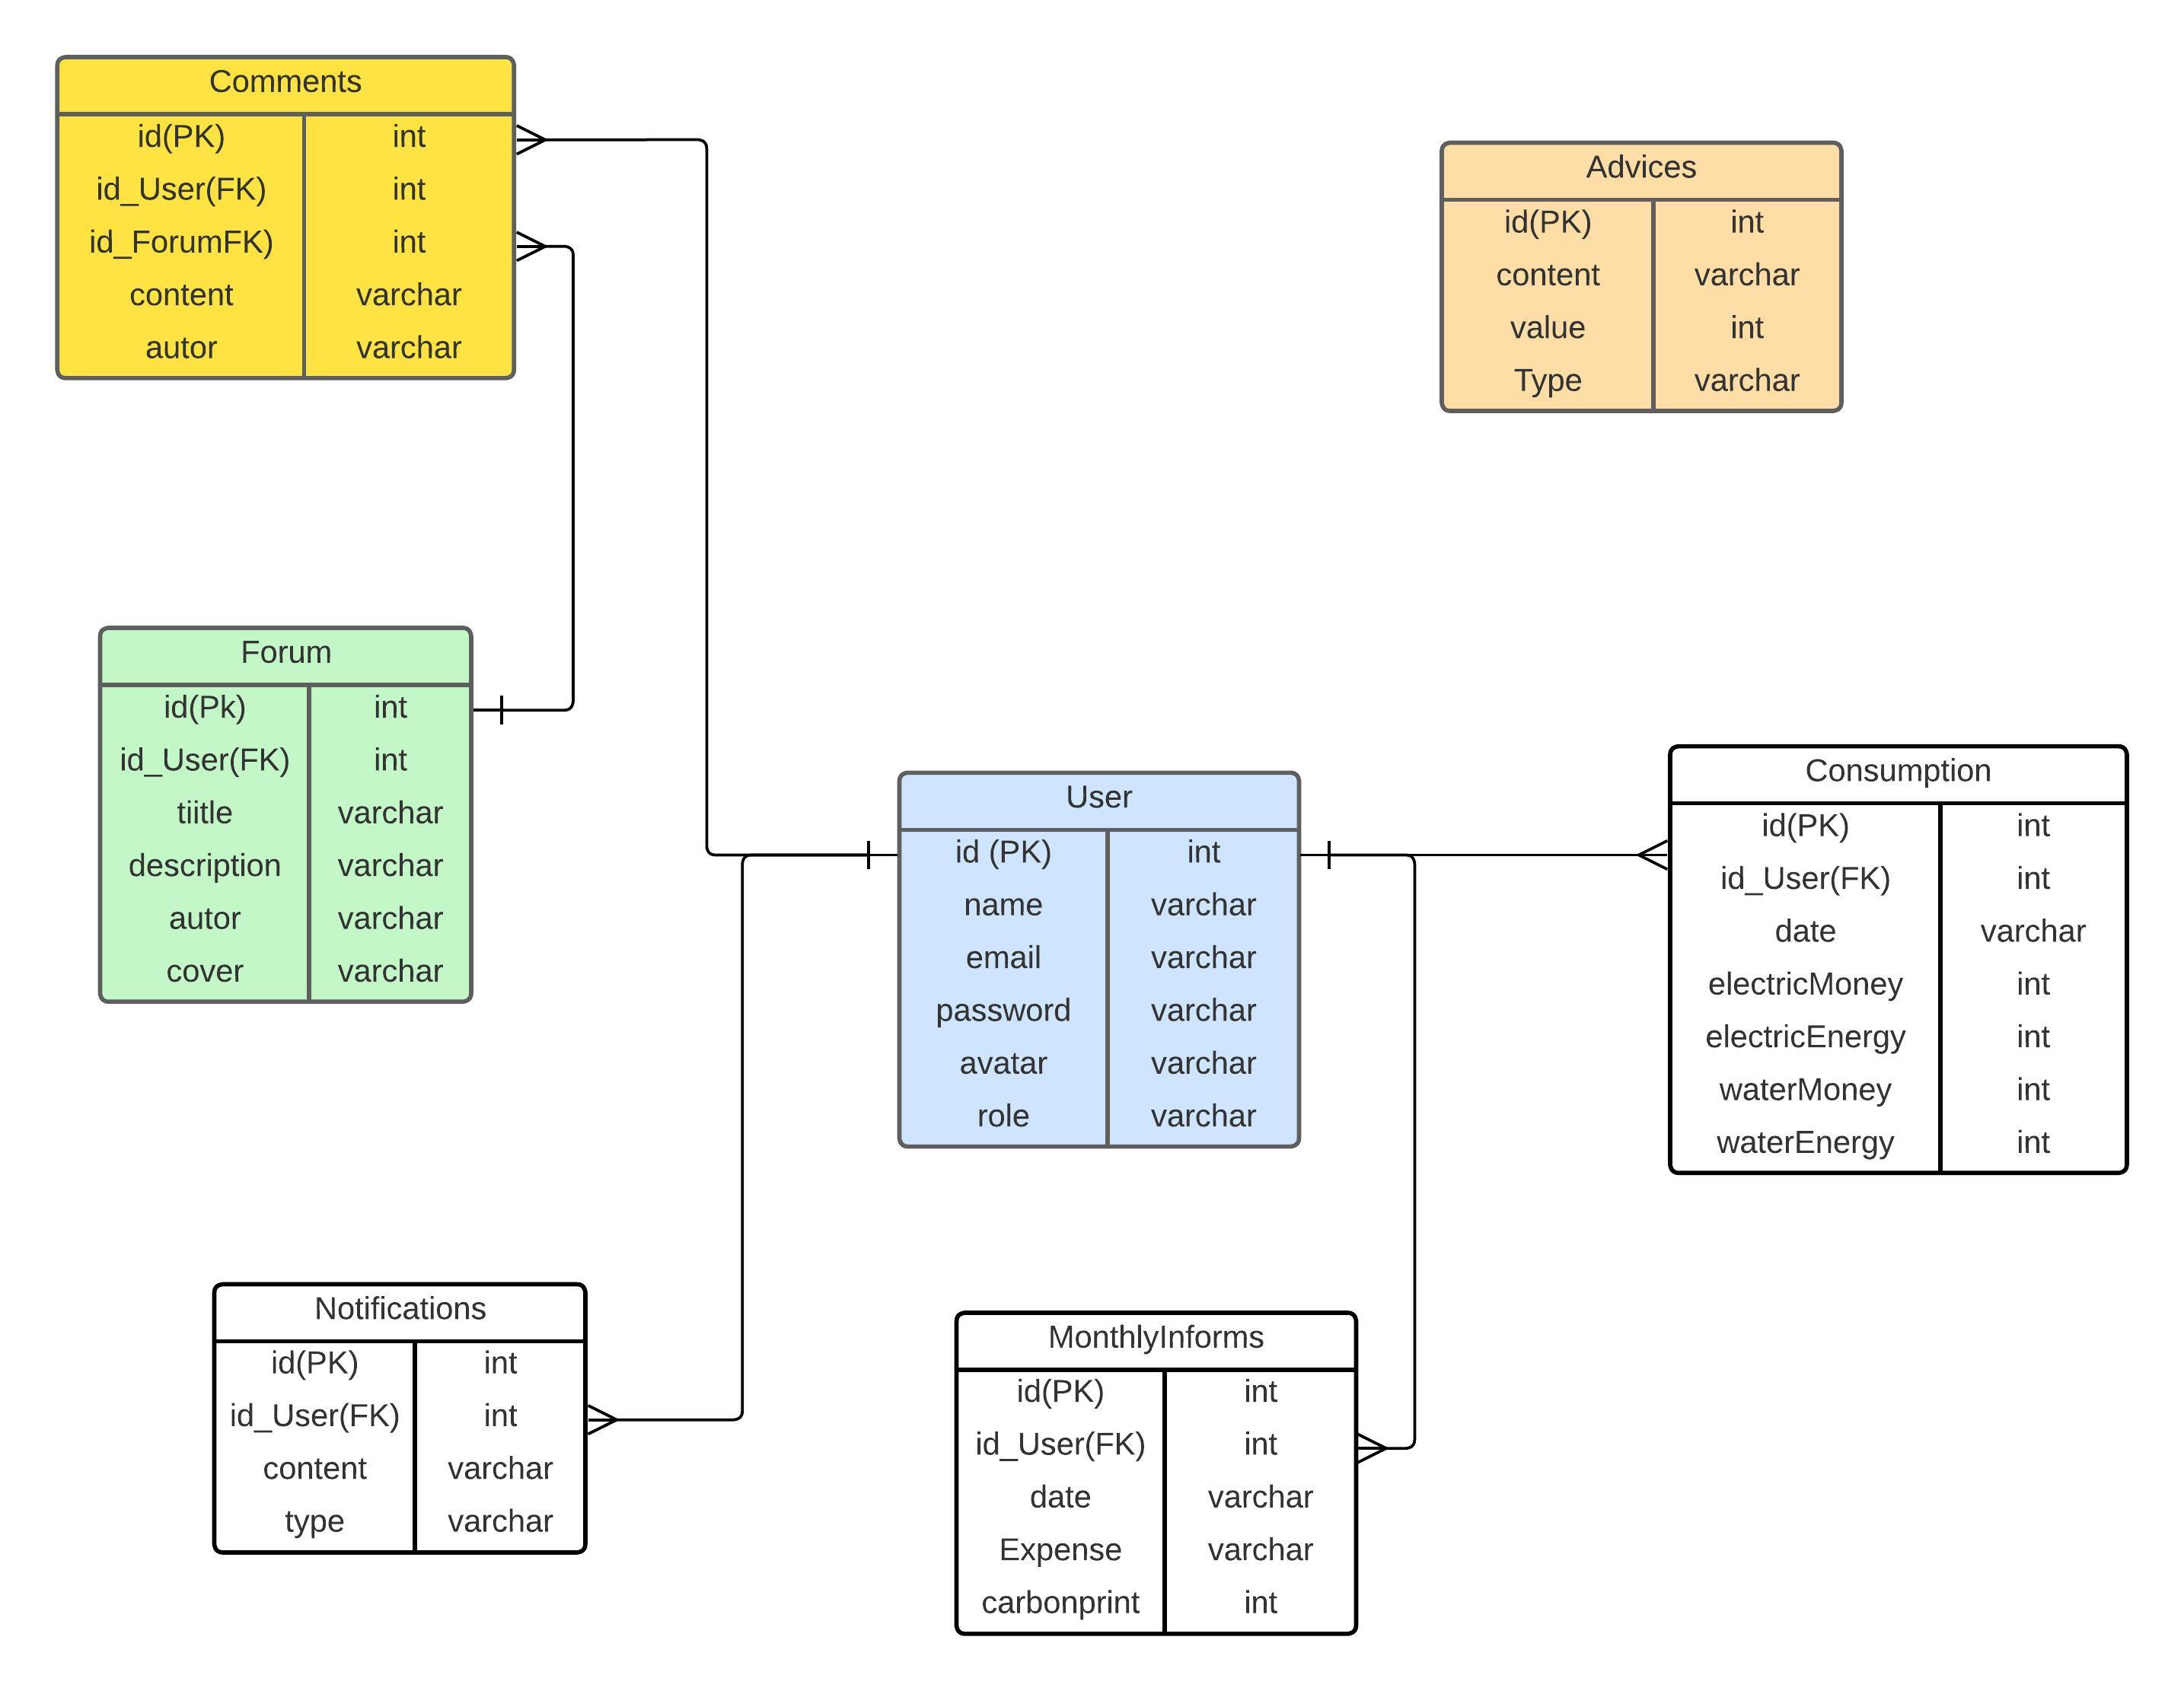 Comments
id(PK) int
id_User(FK) int
id_ForumFK) int
content varchar
autor varchar
Advices
id(PK) int
content varchar
value int
Type varchar
Forum
id(Pk) int
id_User(FK) int
tiitle varchar
description varchar
autor varchar
cover varchar
User
id (PK) int
name varchar
email varchar
password varchar
avatar varchar
role varchar
Consumption
id(PK) int
id_User(FK) int
date varchar
electricMoney int
electricEnergy int
waterMoney int
waterEnergy int
Notifications
id(PK) int
id_User(FK) int
content varchar
type varchar
MonthlyInforms
id(PK) int
id_User(FK) int
date varchar
Expense varchar
carbonprint int